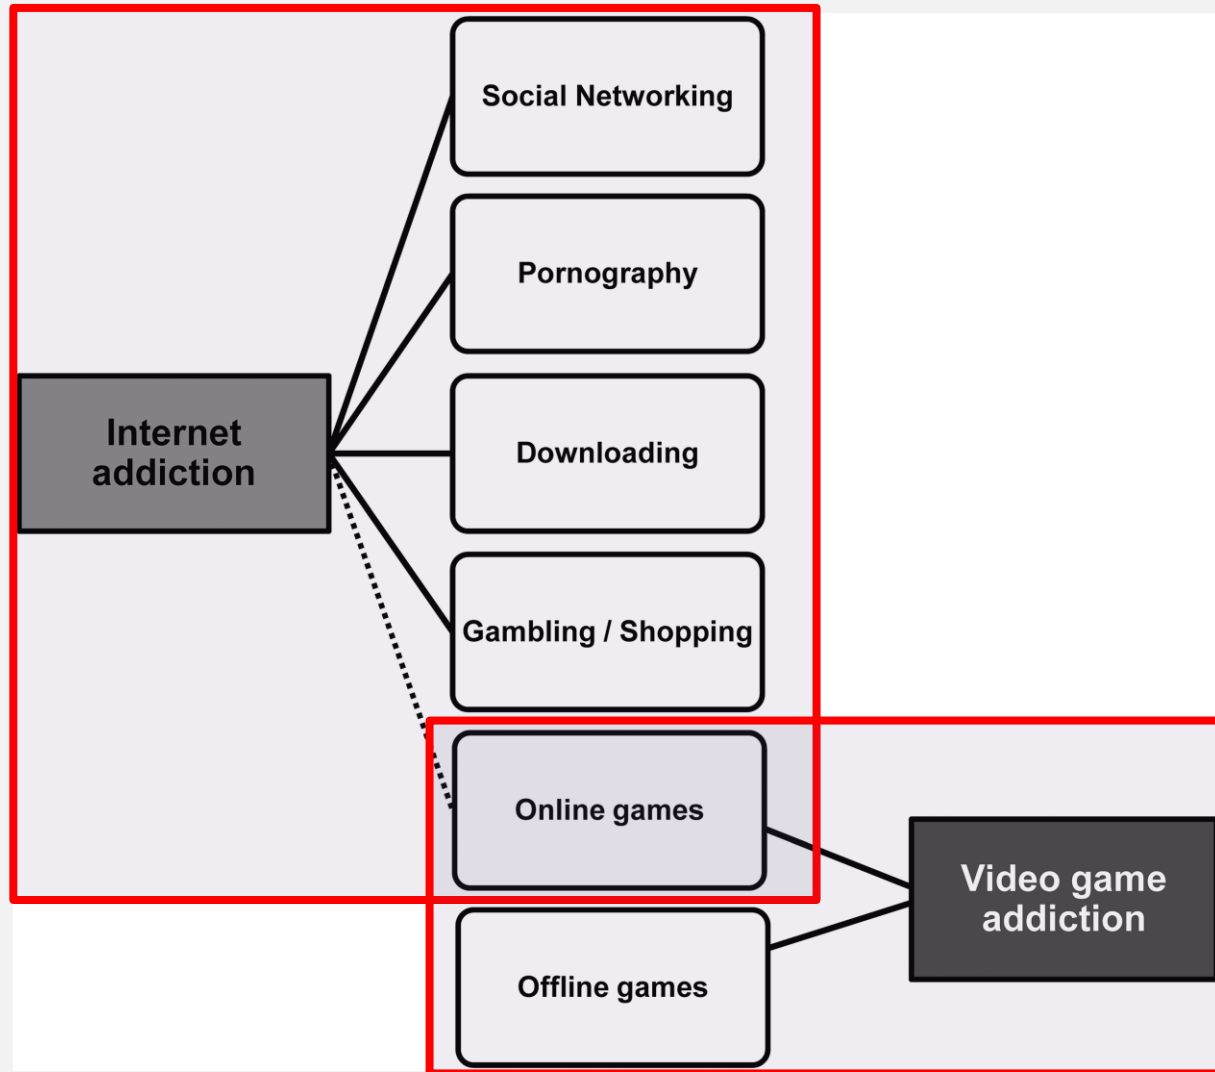 Social Networking
Pornography
Internet
addiction
Downloading
Gambling / Shopping
Online games
Video game
addiction
Offline games